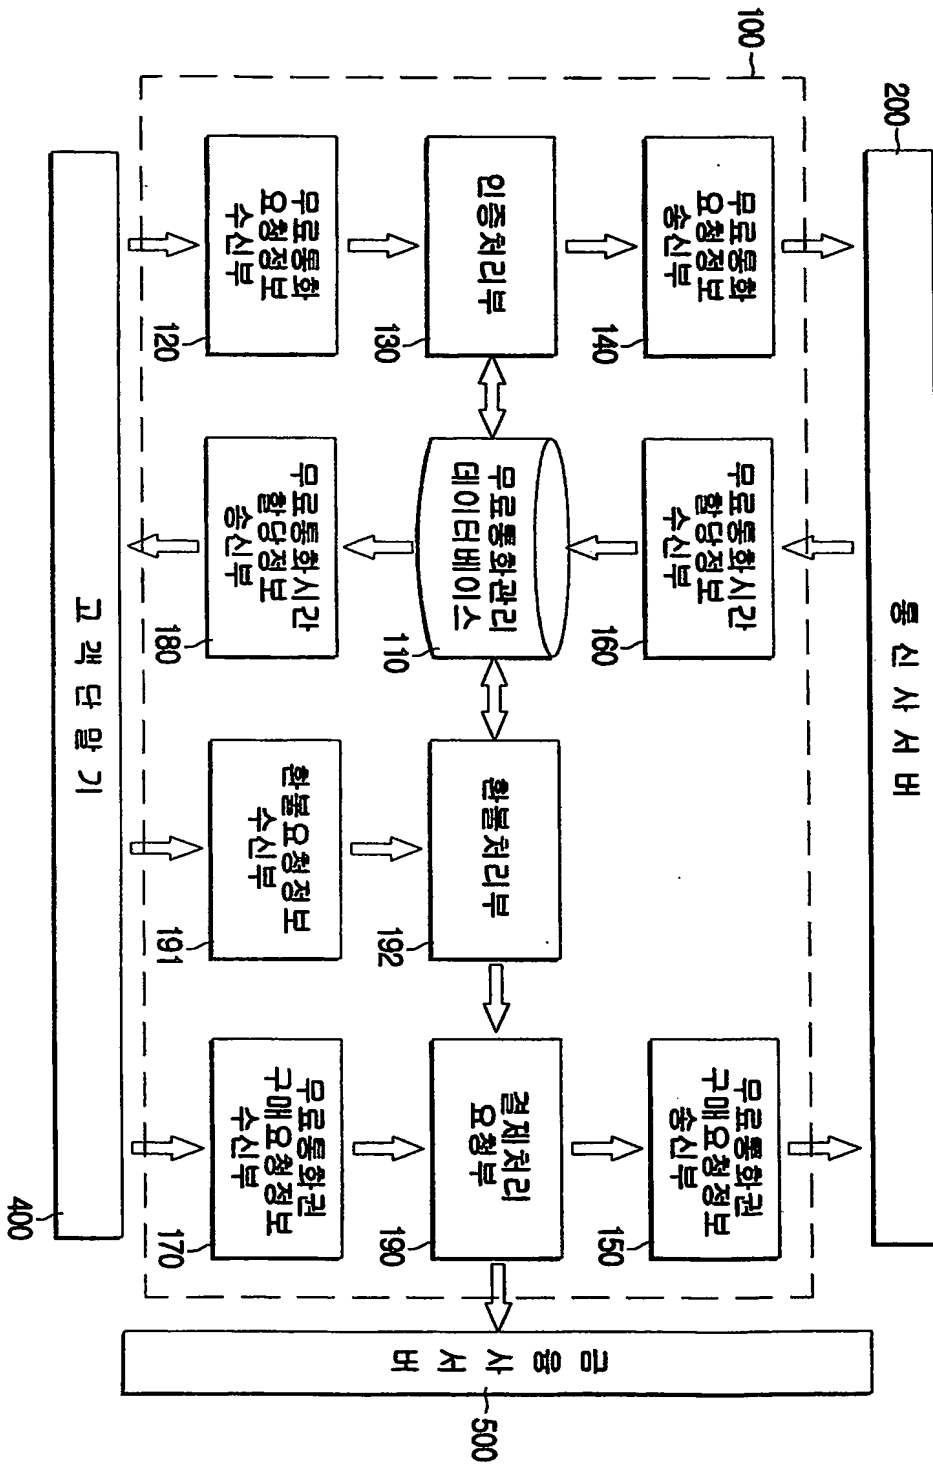 100
200
통신사서버
무료통화
요청정보
송신부
140
무료통화시간
할당정보
수신부
160
무료통화권
구매요청정보
송신부
150
인증처리부
130
무료통화관리
데이터베이스
110
환불처리부
192
결제처리
요청부
190
금융사서버
500
무료통화
요청정보
수신부
120
무료통화시간
할당정보
송신부
180
환불요청정보
수신부
191
무료통화권
구매요청정보
수신부
170
고객단말기
400